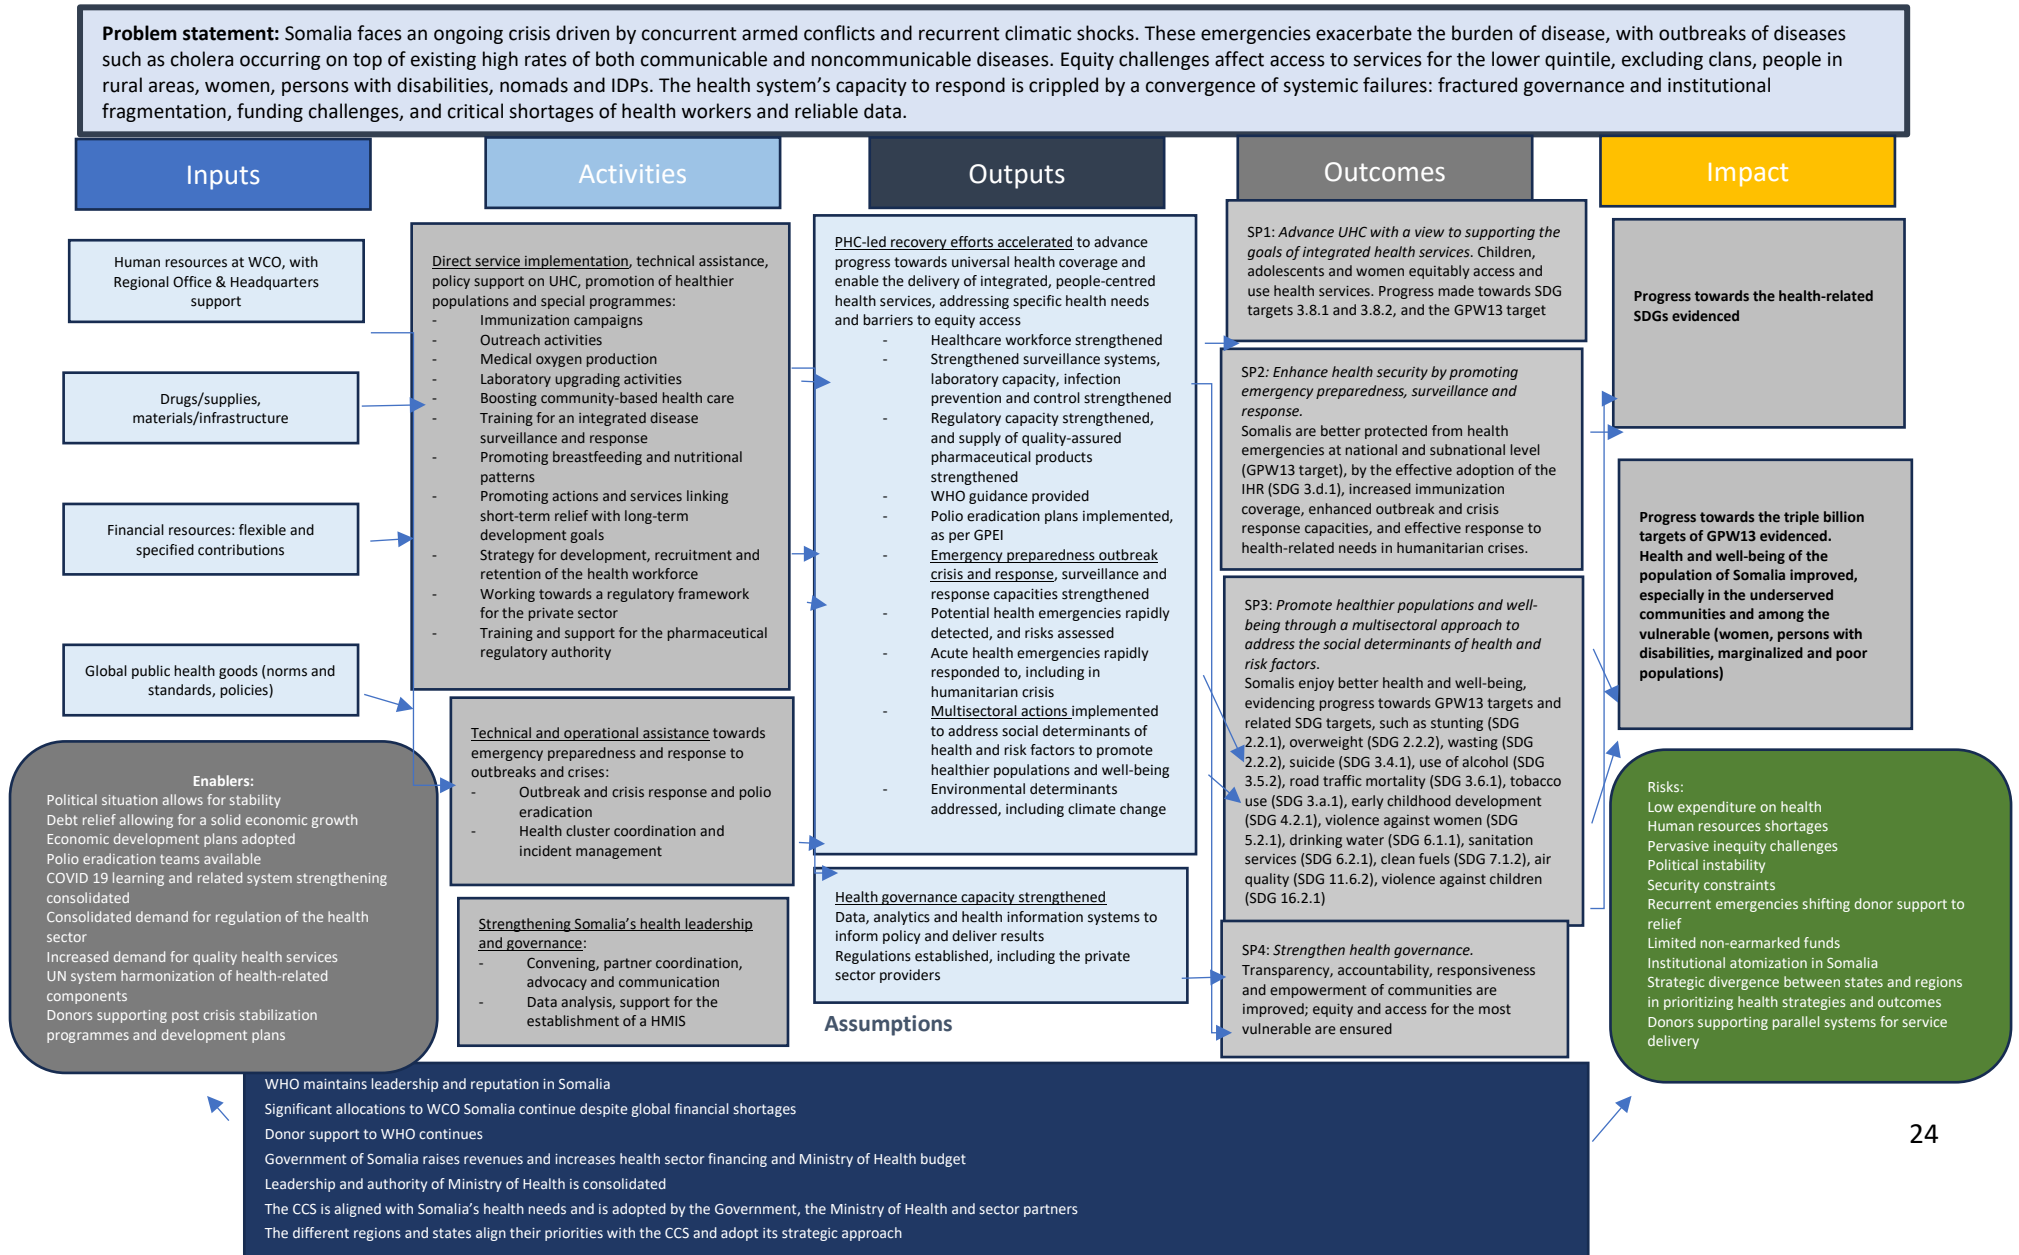 Problem statement: Somalia faces an ongoing crisis driven by concurrent armed conflicts and recurrent climatic shocks. These emergencies exacerbate the burden of disease, with outbreaks of diseases
such as cholera occurring on top of existing high rates of both communicable and noncommunicable diseases. Equity challenges affect access to services for the lower quintile, excluding clans, people in
rural areas, women, persons with disabilities, nomads and IDPs. The health system’s capacity to respond is crippled by a convergence of systemic failures: fractured governance and institutional
fragmentation, funding challenges, and critical shortages of health workers and reliable data.
Inputs
Human resources at WCO, with
Regional Office & Headquarters
support
Drugs/supplies,
materials/infrastructure
Financial resources: flexible and
specified contributions
Global public health goods (norms and
standards, policies)
Enablers:
Political situation allows for stability
Debt relief allowing for a solid economic growth
Economic development plans adopted
Polio eradication teams available
COVID 19 learning and related system strengthening
consolidated
Consolidated demand for regulation of the health
sector
Increased demand for quality health services
UN system harmonization of health-related
components
Donors supporting post crisis stabilization
programmes and development plans
Activities
Direct service implementation, technical assistance,
policy support on UHC, promotion of healthier
populations and special programmes:
- Immunization campaigns
- Outreach activities
- Medical oxygen production
- Laboratory upgrading activities
- Boosting community-based health care
- Training for an integrated disease
surveillance and response
- Promoting breastfeeding and nutritional
patterns
- Promoting actions and services linking
short-term relief with long-term
development goals
- Strategy for development, recruitment and
retention of the health workforce
- Working towards a regulatory framework
for the private sector
- Training and support for the pharmaceutical
regulatory authority
Technical and operational assistance towards
emergency preparedness and response to
outbreaks and crises:
- Outbreak and crisis response and polio
eradication
- Health cluster coordination and
incident management
Strengthening Somalia’s health leadership
and governance:
- Convening, partner coordination,
advocacy and communication
- Data analysis, support for the
establishment of a HMIS
Outputs
PHC-led recovery efforts accelerated to advance
progress towards universal health coverage and
enable the delivery of integrated, people-centred
health services, addressing specific health needs
and barriers to equity access
- Healthcare workforce strengthened
- Strengthened surveillance systems,
laboratory capacity, infection
prevention and control strengthened
- Regulatory capacity strengthened,
and supply of quality-assured
pharmaceutical products
strengthened
- WHO guidance provided
- Polio eradication plans implemented,
as per GPEI
- Emergency preparedness outbreak
crisis and response, surveillance and
response capacities strengthened
- Potential health emergencies rapidly
detected, and risks assessed
- Acute health emergencies rapidly
responded to, including in
humanitarian crisis
- Multisectoral actions implemented
to address social determinants of
health and risk factors to promote
healthier populations and well-being
- Environmental determinants
addressed, including climate change
Health governance capacity strengthened
Data, analytics and health information systems to
inform policy and deliver results
Regulations established, including the private
sector providers
Outcomes
SP1: Advance UHC with a view to supporting the
goals of integrated health services. Children,
adolescents and women equitably access and
use health services. Progress made towards SDG
targets 3.8.1 and 3.8.2, and the GPW13 target
SP2: Enhance health security by promoting
emergency preparedness, surveillance and
response.
Somalis are better protected from health
emergencies at national and subnational level
(GPW13 target), by the effective adoption of the
IHR (SDG 3.d.1), increased immunization
coverage, enhanced outbreak and crisis
response capacities, and effective response to
health-related needs in humanitarian crises.
SP3: Promote healthier populations and well-
being through a multisectoral approach to
address the social determinants of health and
risk factors.
Somalis enjoy better health and well-being,
evidencing progress towards GPW13 targets and
related SDG targets, such as stunting (SDG
2.2.1), overweight (SDG 2.2.2), wasting (SDG
2.2.2), suicide (SDG 3.4.1), use of alcohol (SDG
3.5.2), road traffic mortality (SDG 3.6.1), tobacco
use (SDG 3.a.1), early childhood development
(SDG 4.2.1), violence against women (SDG
5.2.1), drinking water (SDG 6.1.1), sanitation
services (SDG 6.2.1), clean fuels (SDG 7.1.2), air
quality (SDG 11.6.2), violence against children
(SDG 16.2.1)
SP4: Strengthen health governance.
Transparency, accountability, responsiveness
and empowerment of communities are
improved; equity and access for the most
vulnerable are ensured
Impact
Progress towards the health-related
SDGs evidenced
Progress towards the triple billion
targets of GPW13 evidenced.
Health and well-being of the
population of Somalia improved,
especially in the underserved
communities and among the
vulnerable (women, persons with
disabilities, marginalized and poor
populations)
Risks:
Low expenditure on health
Human resources shortages
Pervasive inequity challenges
Political instability
Security constraints
Recurrent emergencies shifting donor support to
relief
Limited non-earmarked funds
Institutional atomization in Somalia
Strategic divergence between states and regions
in prioritizing health strategies and outcomes
Donors supporting parallel systems for service
delivery
Assumptions
WHO maintains leadership and reputation in Somalia
Significant allocations to WCO Somalia continue despite global financial shortages
Donor support to WHO continues
Government of Somalia raises revenues and increases health sector financing and Ministry of Health budget
Leadership and authority of Ministry of Health is consolidated
The CCS is aligned with Somalia’s health needs and is adopted by the Government, the Ministry of Health and sector partners
The different regions and states align their priorities with the CCS and adopt its strategic approach
24